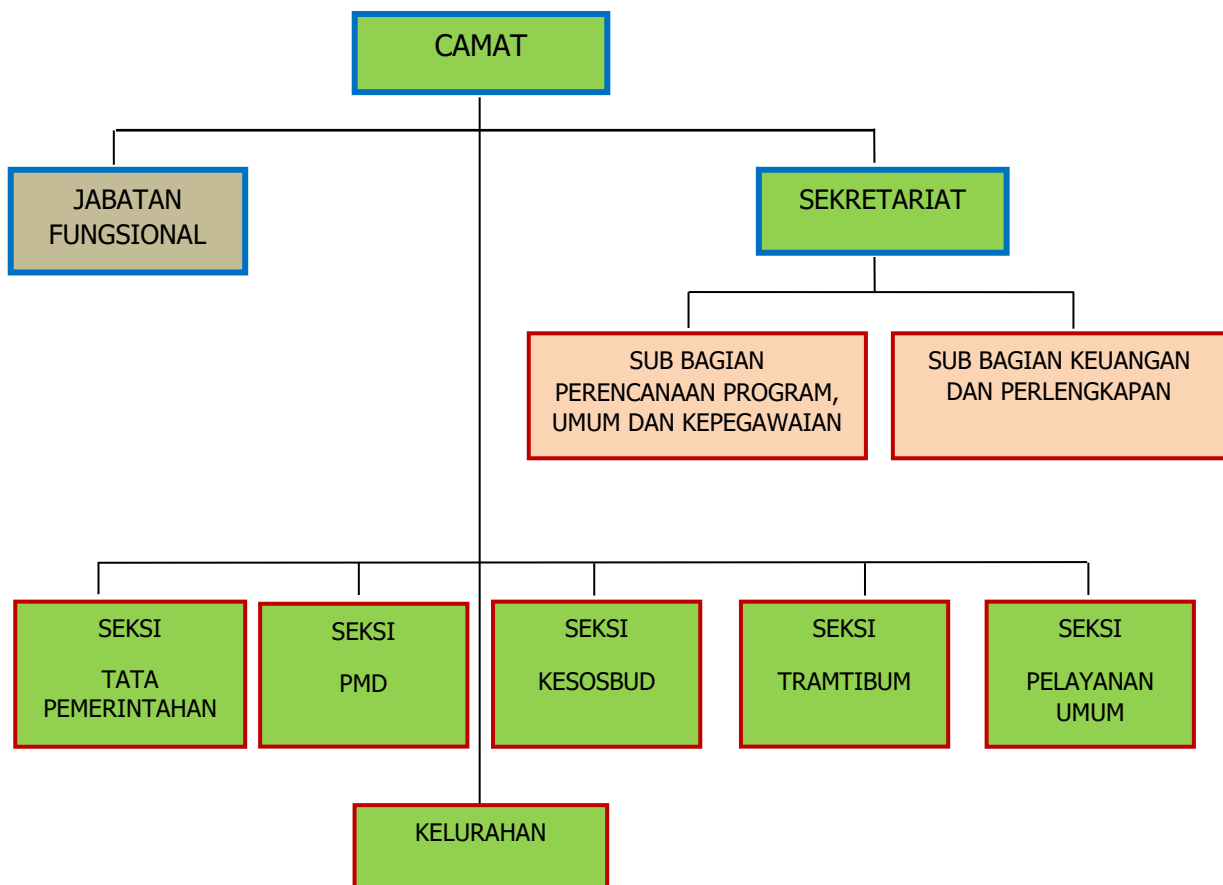 CAMAT
JABATAN
FUNGSIONAL
SEKRETARIAT
SUB BAGIAN
PERENCANAAN PROGRAM,
UMUM DAN KEPEGAWAIAN
SUB BAGIAN KEUANGAN
DAN PERLENGKAPAN
SEKSI
TATA
PEMERINTAHAN
SEKSI
PMD
SEKSI
KESOSBUD
SEKSI
TRAMTIBUM
SEKSI
PELAYANAN
UMUM
KELURAHAN